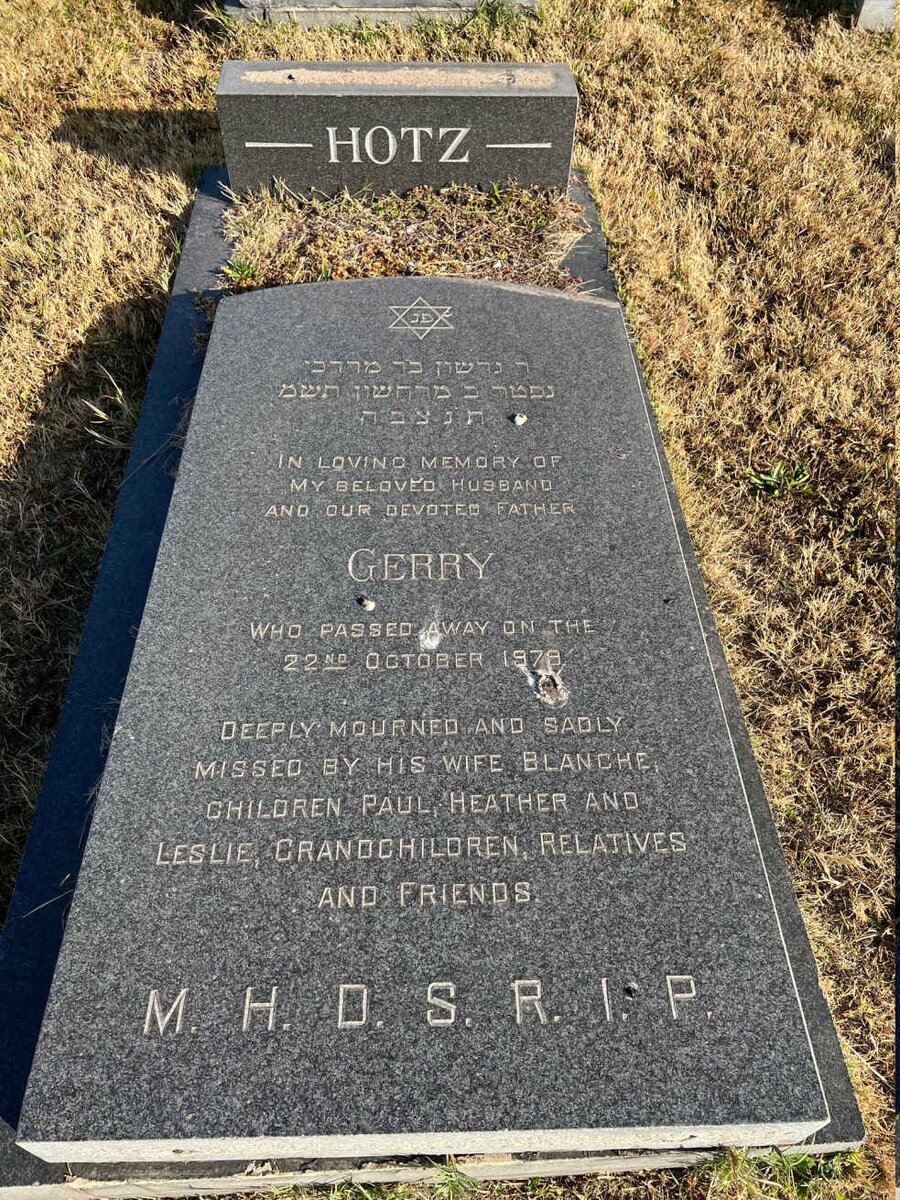 HOTZ
פנ
ר גרשון בר מרדכי
נפטר ב מרחשון תשמ
ת נ צ ב ה
IN LOVING MEMORY OF
MY BELOVED HUSBAND
AND OUR DEVOTED FATHER
GERRY
WHO PASSED AWAY ON THE
22ND OCTOBER 1979
DEEPLY MOURNED AND SADLY
MISSED BY HIS WIFE BLANCHE,
CHILDREN PAUL, HEATHER AND
LESLIE, GRANDCHILDREN, RELATIVES
AND FRIENDS.
M. H. D. S. R. I. P.